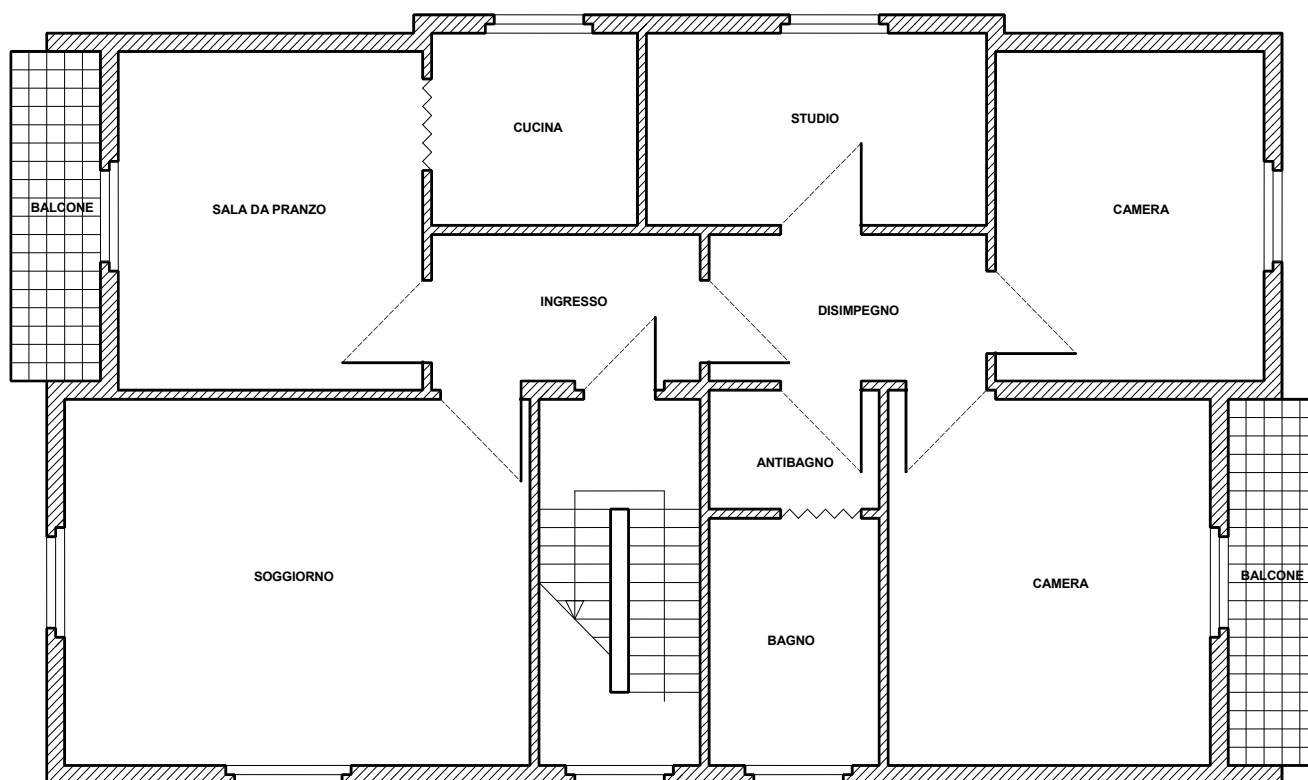 CUCINA
STUDIO
BALCONE
SALA DA PRANZO
CAMERA
INGRESSO
DISIMPEGNO
ANTIBAGNO
SOGGIORNO
CAMERA
BALCONE
BAGNO